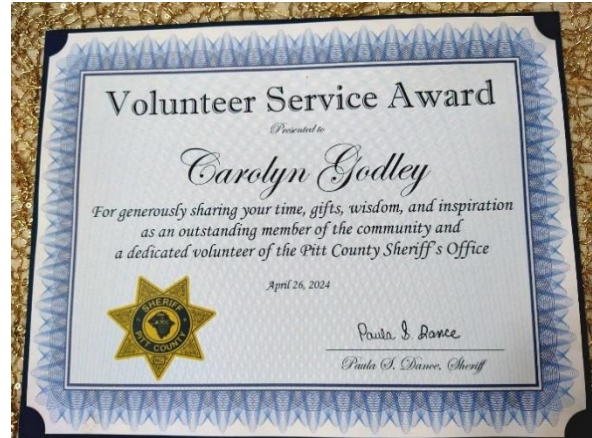 Volunteer Service Award
Presented to
Carolyn Godley
For generously sharing your time, gifts, wisdom, and inspiration
as an outstanding member of the community and
a dedicated volunteer of the Pitt County Sheriff's Office
April 26, 2024
SHERIFF
PITT COUNTY
Paula S. Dance
Paula S. Dance, Sheriff